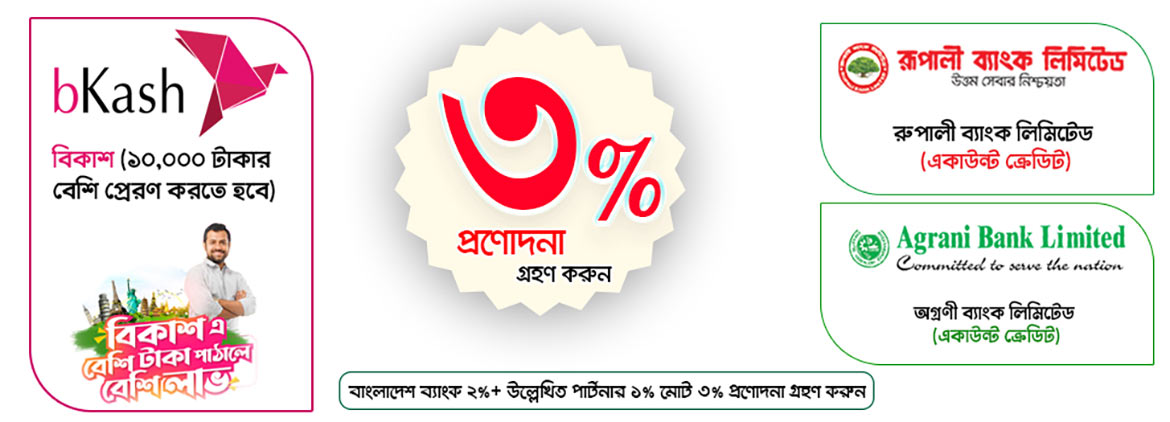 bKash
বিকাশ (১০,০০০ টাকার
বেশি প্রেরণ করতে হবে)
বিকাশ এ
বেশি টাকা পাঠালে
বেশি লাভ
৩%
প্রণোদনা
গ্রহণ করুন
রূপালী ব্যাংক লিমিটেড
উত্তম সেবার নিশ্চয়তা
রুপালী ব্যাংক লিমিটেড
(একাউন্ট ক্রেডিট)
Agrani Bank Limited
Committed to serve the nation
অগ্রণী ব্যাংক লিমিটেড
(একাউন্ট ক্রেডিট)
বাংলাদেশ ব্যাংক ২%+ উল্লেখিত পার্টনার ১% মোট ৩% প্রণোদনা গ্রহণ করুন